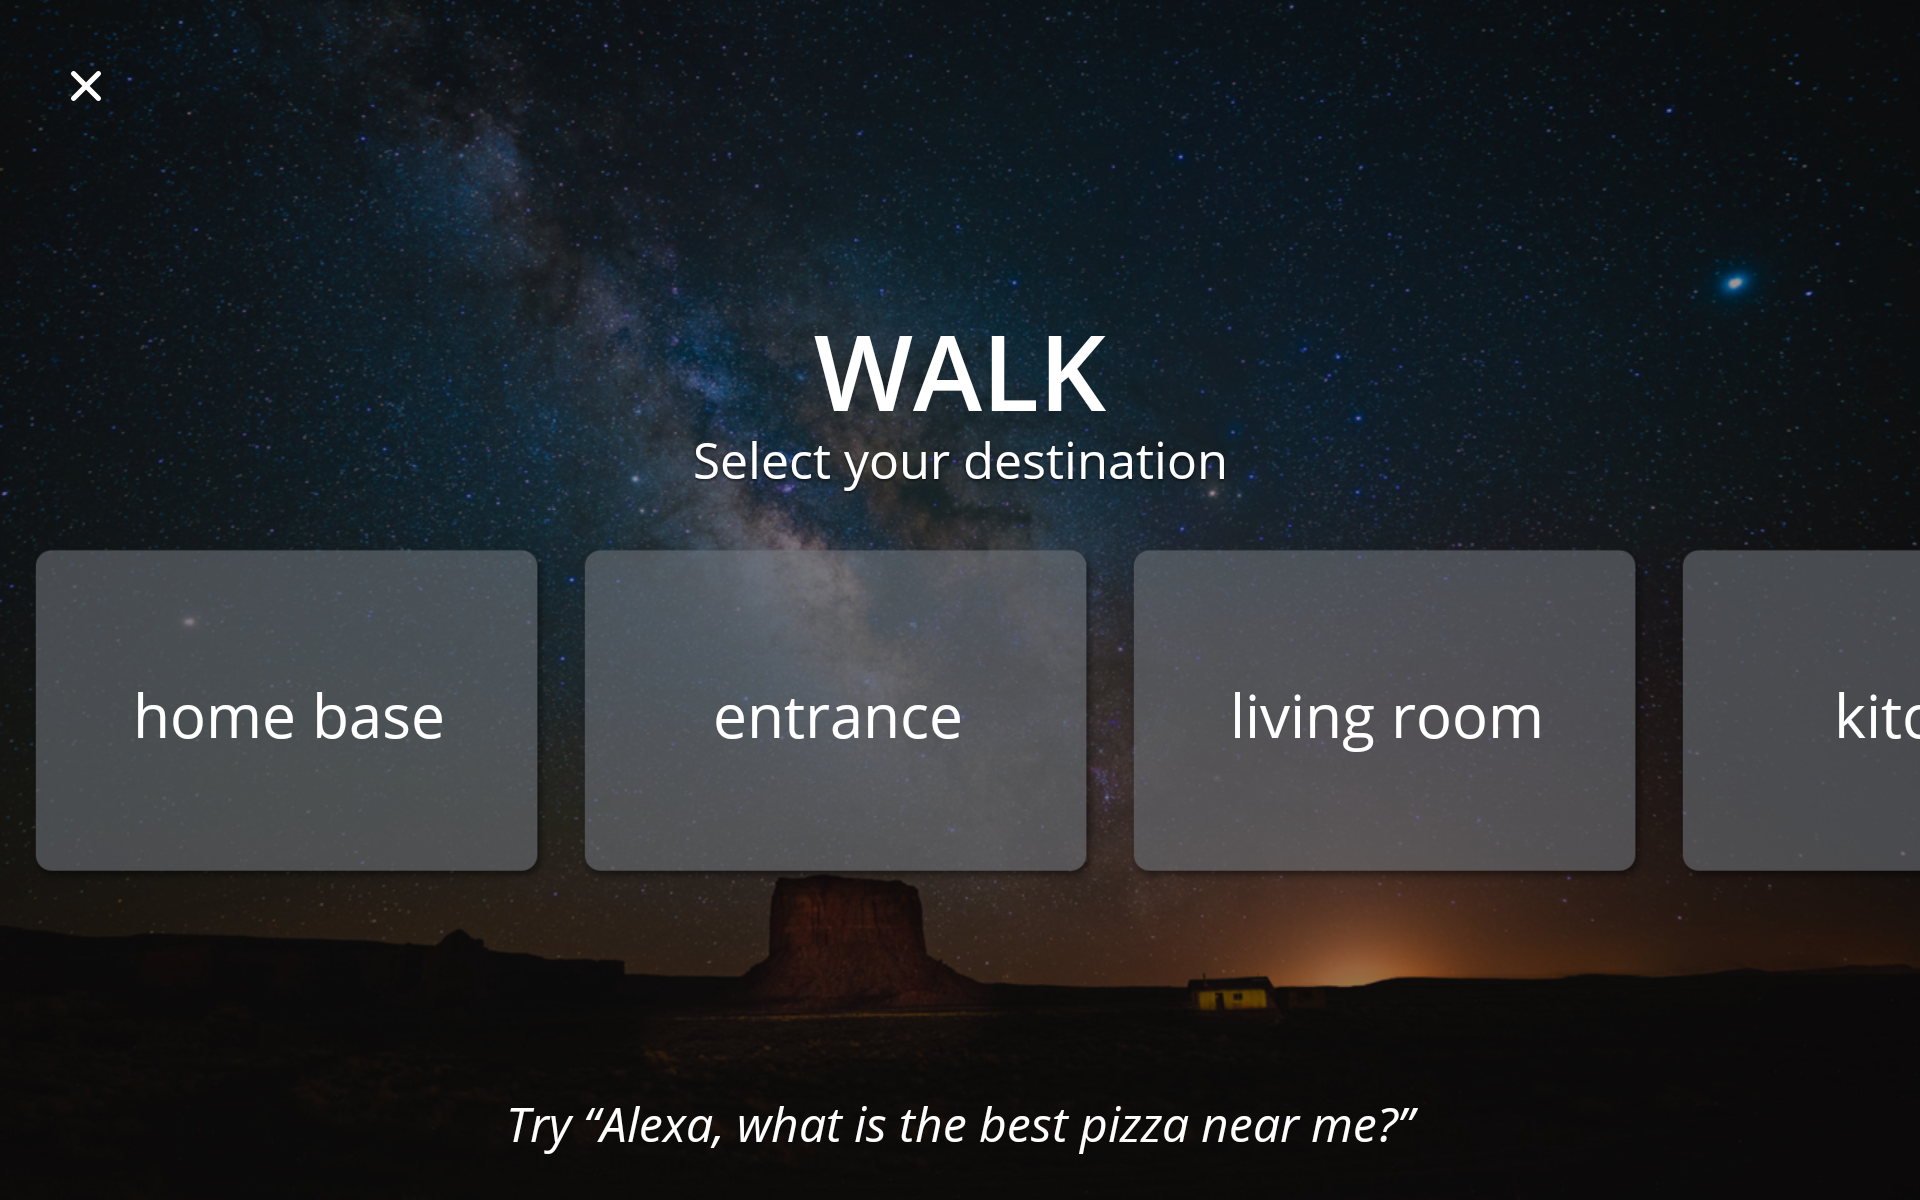 WALK
Select your destination
home base
entrance
living room
kitc
Try “Alexa, what is the best pizza near me?”